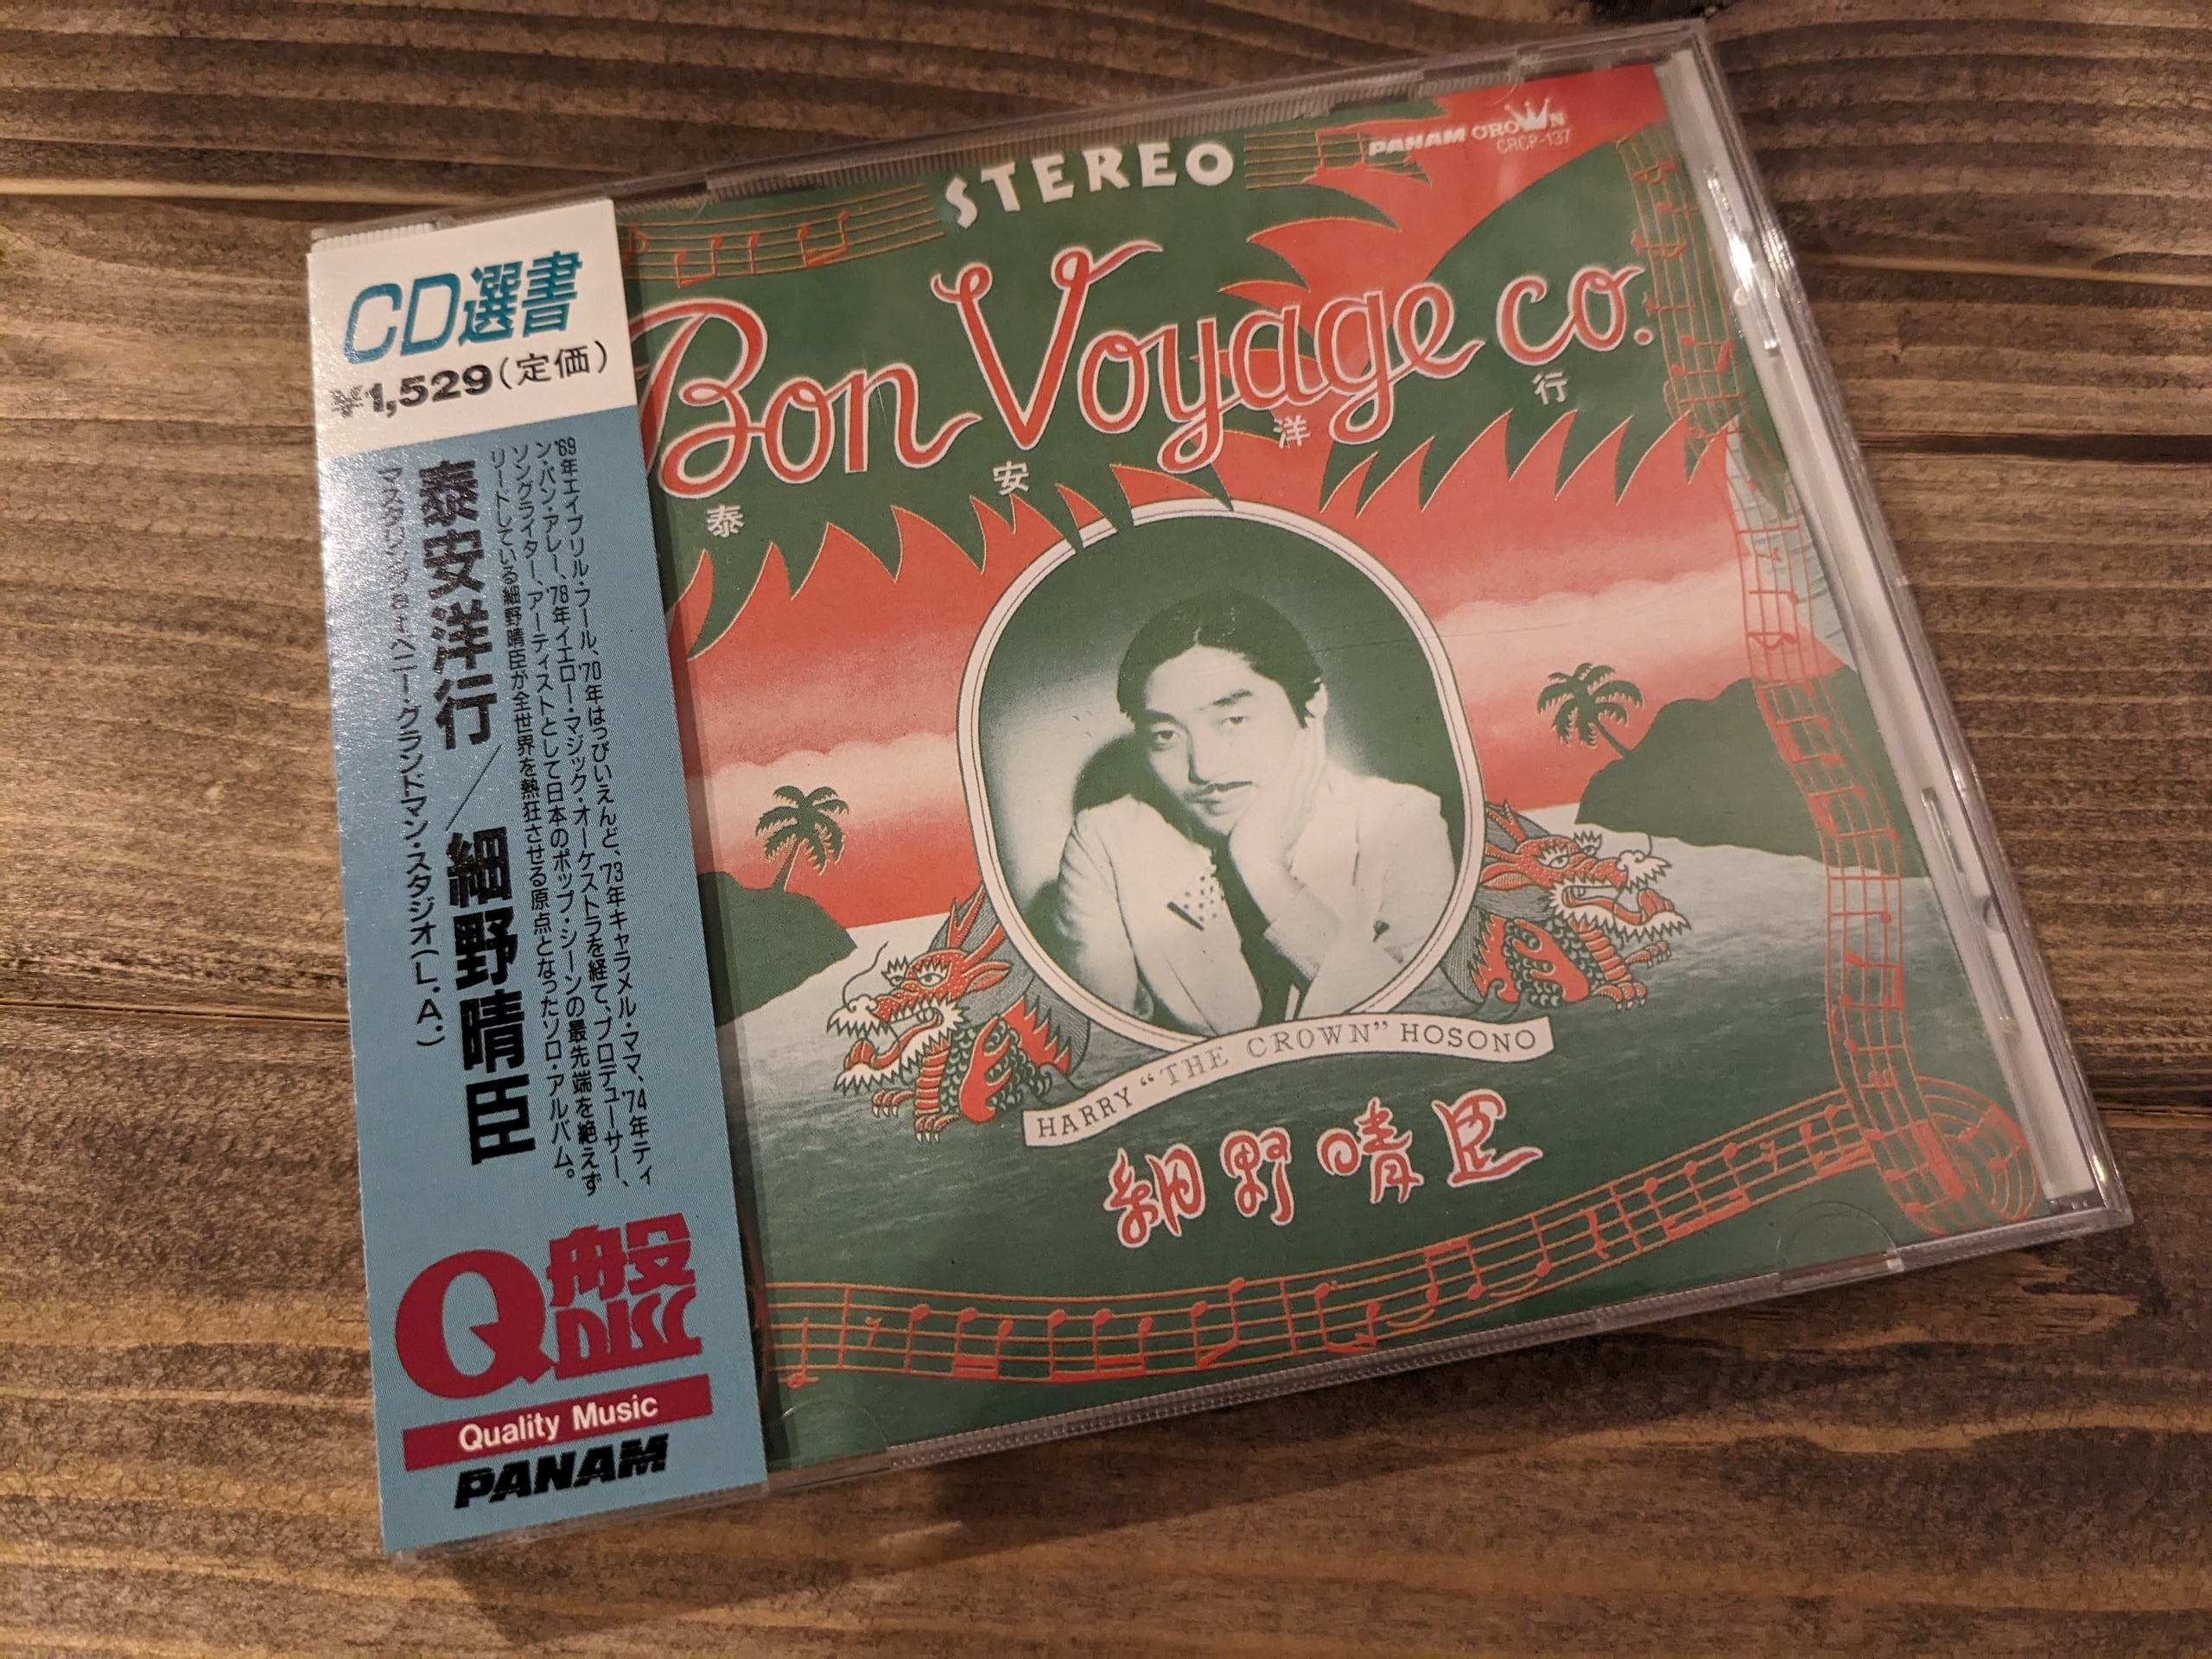 CD選書
¥1,529(定価)
'69年エイプリル・フール、'70年はっぴいえんど、'73年キャラメル・ママ、'74年ティ
ン・パン・アレー、'78年イエロー・マジック・オーケストラを経て、プロデューサー、
ソングライター、アーティストとして日本のポップ・シーンの最先端を絶えず
リードしている細野晴臣が全世界を熱狂させる原点となったソロ・アルバム。
泰安洋行/細野晴臣
マスタリング at バニー・グランドマン・スタジオ(L.A.)
Q盤
DISC
Quality Music
PANAM
STEREO
PANAM CROWN
CRCP-137
Bon Voyage co.
泰安洋行
HARRY "THE CROWN" HOSONO
細野晴臣